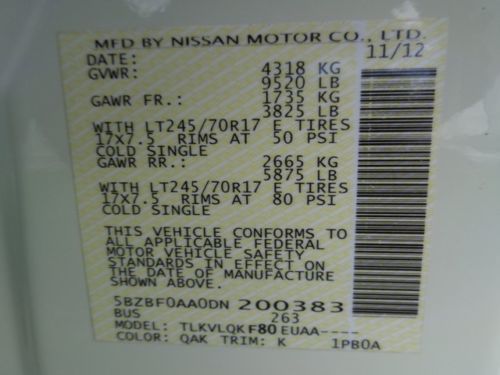 MFD BY NISSAN MOTOR CO., LTD.
DATE: 11/12
GVWR: 4318 KG
9520 LB
GAWR FR.: 1735 KG
3825 LB
WITH LT245/70R17 E TIRES
17X7.5 RIMS AT 50 PSI
COLD SINGLE
GAWR RR.: 2665 KG
5875 LB
WITH LT245/70R17 E TIRES
17X7.5 RIMS AT 80 PSI
COLD SINGLE
THIS VEHICLE CONFORMS TO
ALL APPLICABLE FEDERAL
MOTOR VEHICLE SAFETY
STANDARDS IN EFFECT ON
THE DATE OF MANUFACTURE
SHOWN ABOVE.
5BZBF0AA0DN 200383
BUS 263
MODEL: TLKVLQK F80 EUAA----
COLOR: QAK TRIM: K 1PB0A